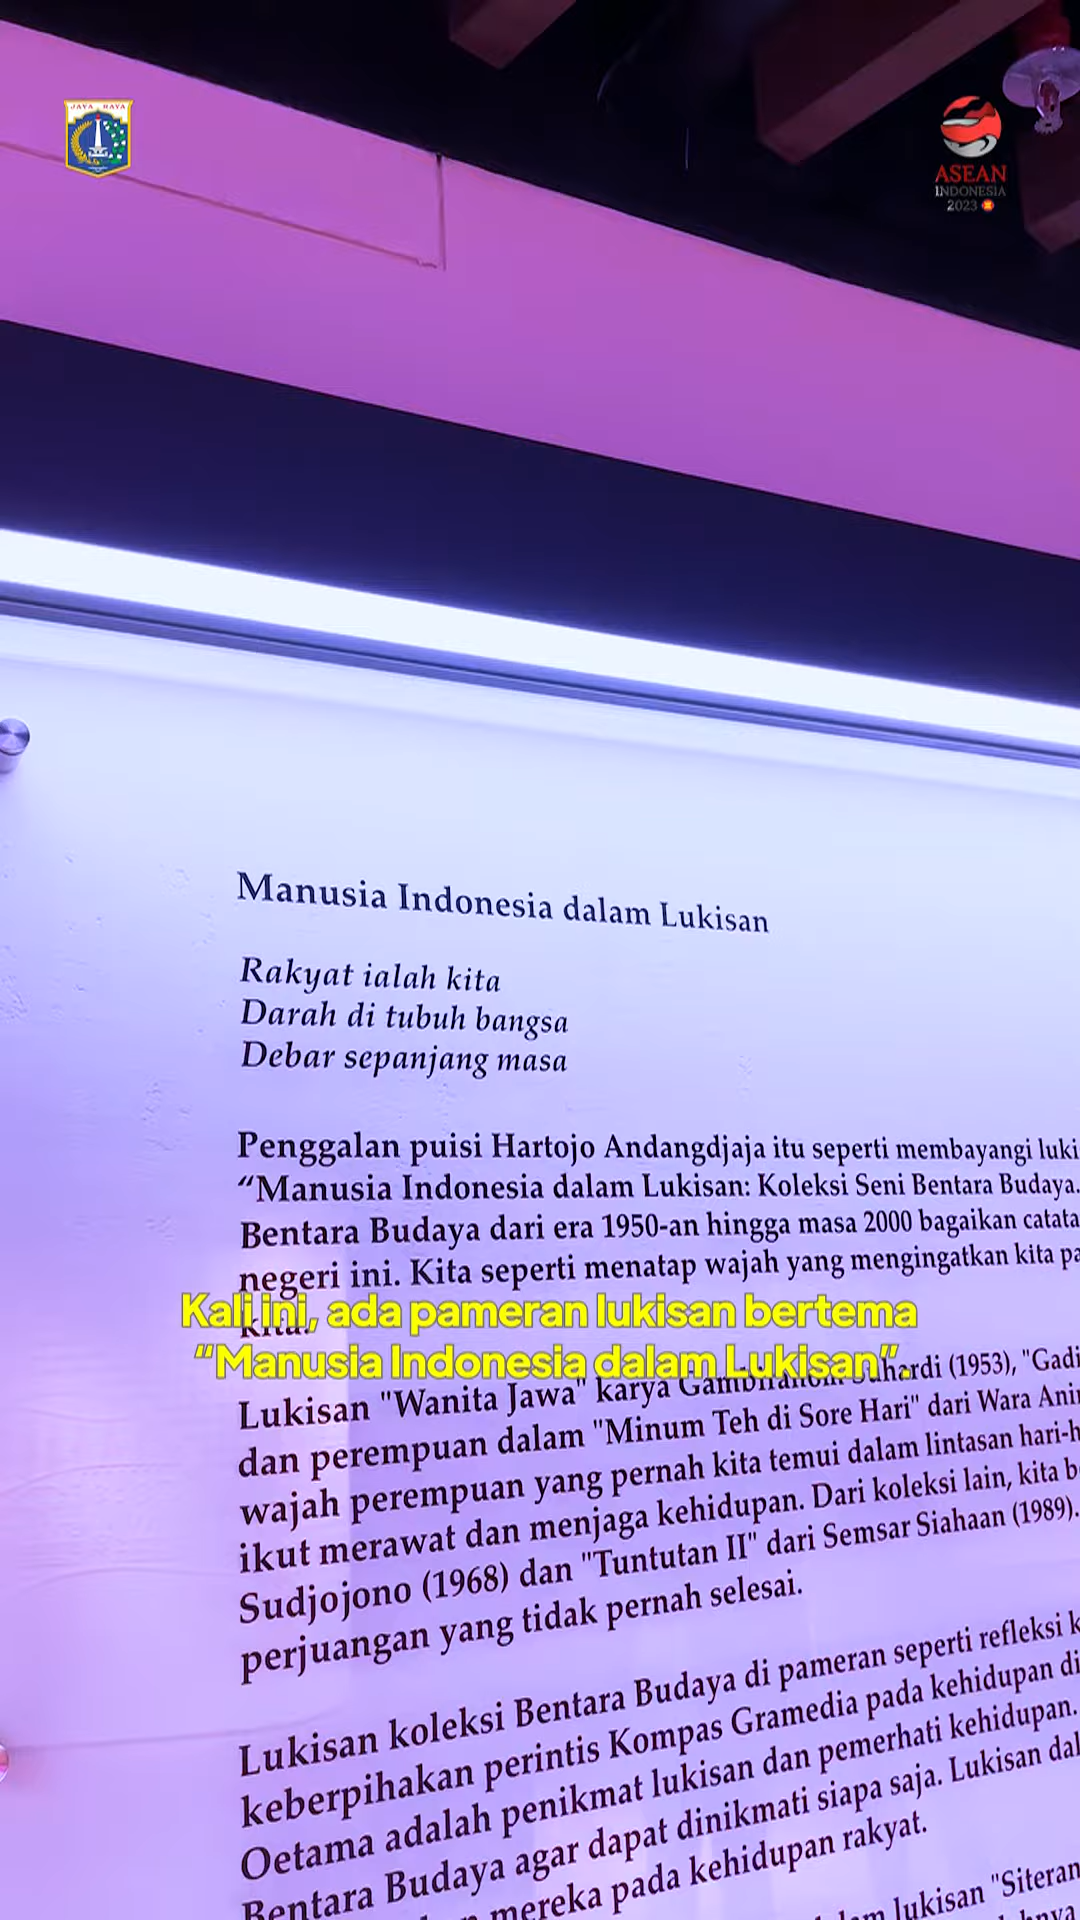 JAYA RAYA
ASEAN
INDONESIA
2023
Manusia Indonesia dalam Lukisan
Rakyat ialah kita
Darah di tubuh bangsa
Debar sepanjang masa
Penggalan puisi Hartojo Andangdjaja itu seperti membayangi luki
“Manusia Indonesia dalam Lukisan: Koleksi Seni Bentara Budaya.
Bentara Budaya dari era 1950-an hingga masa 2000 bagaikan catata
negeri ini. Kita seperti menatap wajah yang mengingatkan kita pa
kita.
Kali ini, ada pameran lukisan bertema
“Manusia Indonesia dalam Lukisan”.
Lukisan "Wanita Jawa" karya Gambiranom Suhardi (1953), "Gadi
dan perempuan dalam "Minum Teh di Sore Hari" dari Wara Anin
wajah perempuan yang pernah kita temui dalam lintasan hari-h
ikut merawat dan menjaga kehidupan. Dari koleksi lain, kita b
Sudjojono (1968) dan "Tuntutan II" dari Semsar Siahaan (1989).
perjuangan yang tidak pernah selesai.
Lukisan koleksi Bentara Budaya di pameran seperti refleksi k
keberpihakan perintis Kompas Gramedia pada kehidupan di
Oetama adalah penikmat lukisan dan pemerhati kehidupan.
Bentara Budaya agar dapat dinikmati siapa saja. Lukisan dal
mereka pada kehidupan rakyat.
lukisan "Siteran